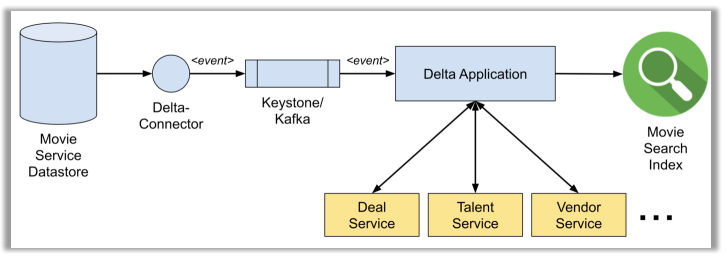 <event>
<event>
Delta Application
Delta-
Connector
Keystone/
Kafka
Movie
Service
Datastore
Movie
Search
Index
Deal
Service
Talent
Service
Vendor
Service
...